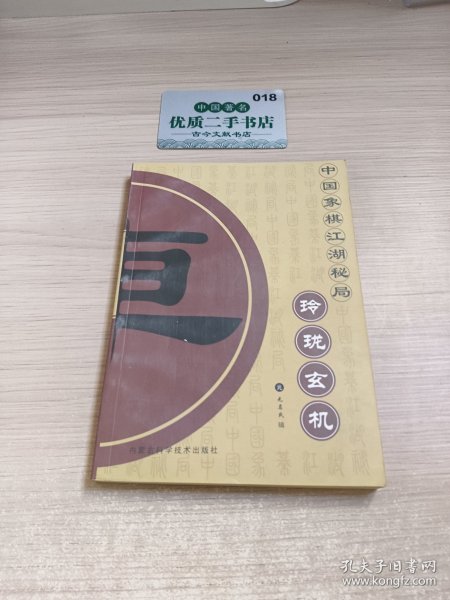 018
中国著名
优质二手书店
古今文献书店
中国象棋江湖秘局
玲珑玄机
内蒙古科学技术出版社
孔夫子旧书网
www.kongfz.com